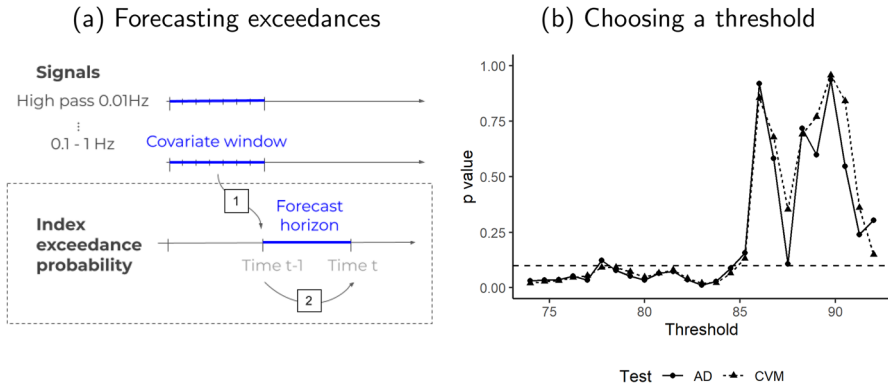 (a) Forecasting exceedances
Signals
High pass 0.01Hz
⋮
0.1 - 1 Hz
Covariate window
1
Index
exceedance
probability
Forecast
horizon
Time t-1
Time t
2
(b) Choosing a threshold
p value
1.00
0.75
0.50
0.25
0.00
75
80
85
90
Threshold
Test
AD
CVM